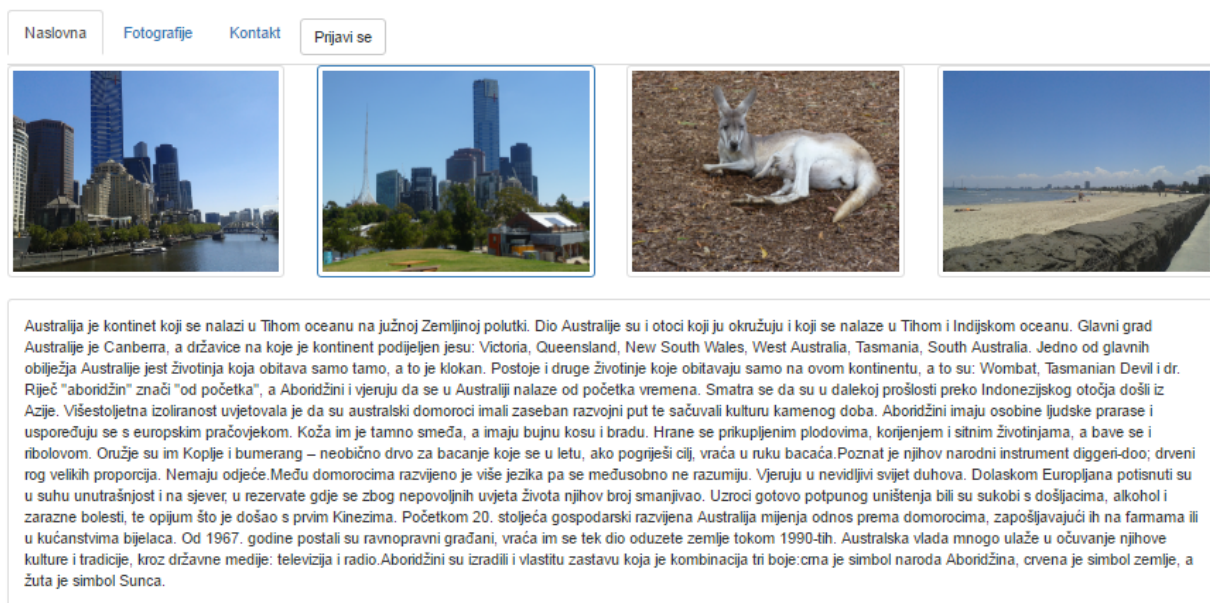 Naslovna Fotografije Kontakt Prijavi se
Australija je kontinet koji se nalazi u Tihom oceanu na južnoj Zemljinoj polutki. Dio Australije su i otoci koji ju okružuju i koji se nalaze u Tihom i Indijskom oceanu. Glavni grad
Australije je Canberra, a državice na koje je kontinent podijeljen jesu: Victoria, Queensland, New South Wales, West Australia, Tasmania, South Australia. Jedno od glavnih
obilježja Australije jest životinja koja obitava samo tamo, a to je klokan. Postoje i druge životinje koje obitavaju samo na ovom kontinentu, a to su: Wombat, Tasmanian Devil i dr.
Riječ "aboridžin" znači "od početka", a Aboridžini i vjeruju da se u Australiji nalaze od početka vremena. Smatra se da su u dalekoj prošlosti preko Indonezijskog otočja došli iz
Azije. Višestoljetna izoliranost uvjetovala je da su australski domoroci imali zaseban razvojni put te sačuvali kulturu kamenog doba. Aboridžini imaju osobine ljudske prarase i
uspoređuju se s europskim pračovjekom. Koža im je tamno smeđa, a imaju bujnu kosu i bradu. Hrane se prikupljenim plodovima, korijenjem i sitnim životinjama, a bave se i
ribolovom. Oružje su im Koplje i bumerang – neobično drvo za bacanje koje se u letu, ako pogriješi cilj, vraća u ruku bacaća.Poznat je njihov narodni instrument diggeri-doo; drveni
rog velikih proporcija. Nemaju odjeće.Među domorocima razvijeno je više jezika pa se međusobno ne razumiju. Vjeruju u nevidljivi svijet duhova. Dolaskom Europljana potisnuti su
u suhu unutrašnjost i na sjever, u rezervate gdje se zbog nepovoljnih uvjeta života njihov broj smanjivao. Uzroci gotovo potpunog uništenja bili su sukobi s došljacima, alkohol i
zarazne bolesti, te opijum što je došao s prvim Kinezima. Početkom 20. stoljeća gospodarski razvijena Australija mijenja odnos prema domorocima, zapošljavajući ih na farmama ili
u kućanstvima bijelaca. Od 1967. godine postali su ravnopravni građani, vraća im se tek dio oduzete zemlje tokom 1990-tih. Australska vlada mnogo ulaže u očuvanje njihove
kulture i tradicije, kroz državne medije: televizija i radio.Aboridžini su izradili i vlastitu zastavu koja je kombinacija tri boje:crna je simbol naroda Aboridžina, crvena je simbol zemlje, a
žuta je simbol Sunca.